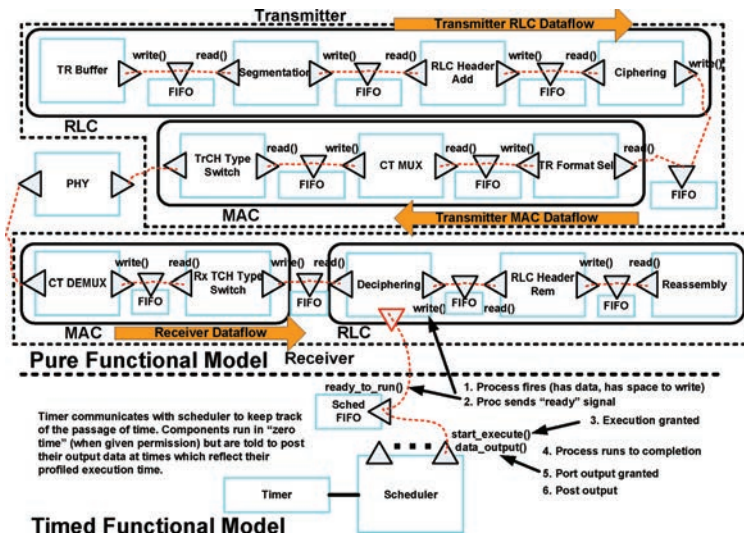 Transmitter
Transmitter RLC Dataflow
TR Buffer
write()
read()
FIFO
Segmentation
write()
read()
FIFO
RLC Header
Add
write()
read()
FIFO
Ciphering
write()
RLC
PHY
TrCH Type
Switch
read()
write()
FIFO
CT MUX
read()
write()
FIFO
TR Format Sel
read()
FIFO
MAC
Transmitter MAC Dataflow
CT DEMUX
write()
read()
FIFO
Rx TCH Type
Switch
write()
read()
FIFO
Deciphering
write()
read()
FIFO
RLC Header
Rem
write()
read()
FIFO
Reassembly
MAC
Receiver Dataflow
RLC
Receiver
Pure Functional Model
ready_to_run()
1. Process fires (has data, has space to write)
2. Proc sends "ready" signal
Timer communicates with scheduler to keep track
of the passage of time. Components run in "zero
time" (when given permission) but are told to post
their output data at times which reflect their
profiled execution time.
Sched
FIFO
start_execute()
data_output()
3. Execution granted
4. Process runs to completion
5. Port output granted
6. Post output
Timer
Scheduler
Timed Functional Model